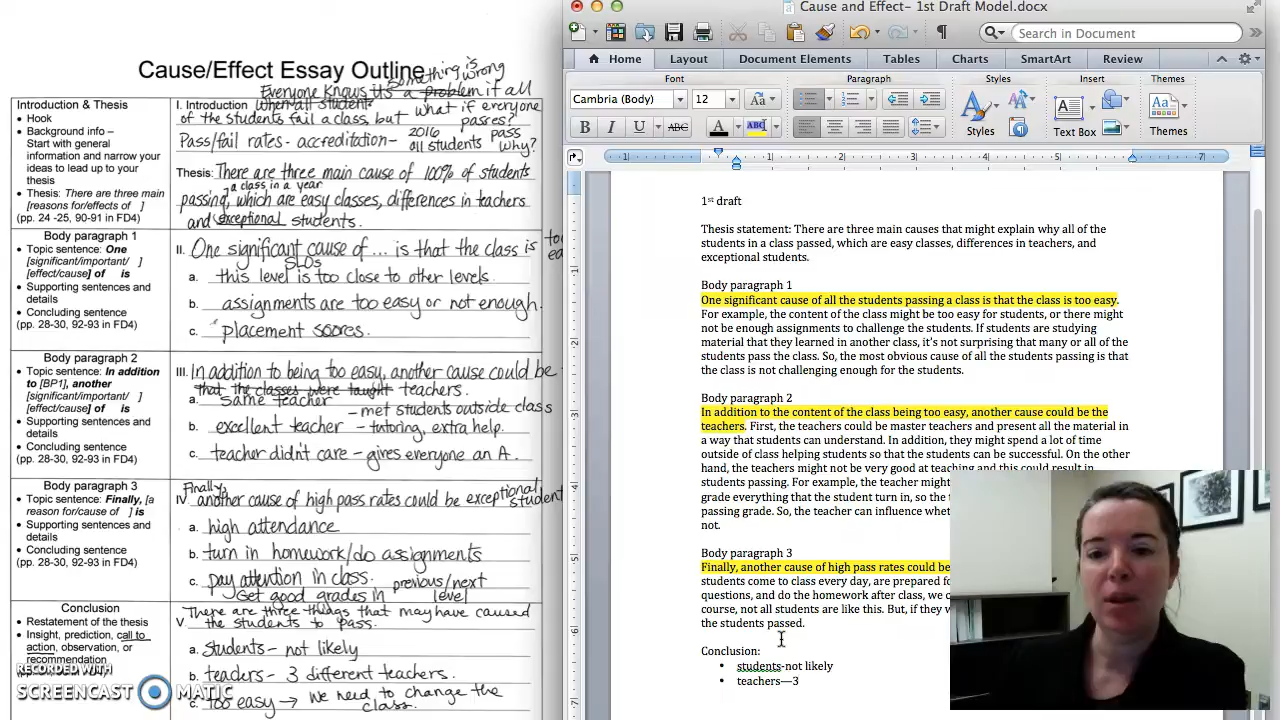 Cause/Effect Essay Outline
something is wrong
Everyone knows it's a problem it all
Introduction & Thesis
• Hook
• Background info –
Start with general
information and narrow your
ideas to lead up to your
thesis
• Thesis: There are three main
[reasons for/effects of ]
(pp. 24 -25, 90-91 in FD4)
I. Introduction When all students what if everyone
of the students fail a class but passes?
Pass/fail rates - accreditation - 2016 all students pass why?
Thesis: There are three main cause of 100% of students
a class in a year
passing, which are easy classes, differences in teachers
and exceptional students.
Body paragraph 1
• Topic sentence: One
[significant/important/ ]
[effect/cause] of is
• Supporting sentences and
details
• Concluding sentence
(pp. 28-30, 92-93 in FD4)
II. One significant cause of ... is that the class is too
SLOs
a. this level is too close to other levels.
b. assignments are too easy or not enough.
c. placement scores.
Body paragraph 2
• Topic sentence: In addition
to [BP1], another
[significant/important/ ]
[effect/cause] of is
• Supporting sentences and
details
• Concluding sentence
(pp. 28-30, 92-93 in FD4)
III. In addition to being too easy, another cause could be
that the classes were taught teachers.
a. same teacher
- met students outside class
b. excellent teacher - tutoring, extra help.
c. teacher didn't care - gives everyone an A.
Body paragraph 3
• Topic sentence: Finally, [a
reason for/cause of ] is
• Supporting sentences and
details
• Concluding sentence
(pp. 28-30, 92-93 in FD4)
Finally,
IV. another cause of high pass rates could be exceptional student
a. high attendance
b. turn in homework/do assignments
c. pay attention in class.
Get good grades in previous/next level
Conclusion
• Restatement of the thesis
• Insight, prediction, call to
action, observation, or
recommendation
There are three things that may have caused
V. the students to pass.
a. students - not likely
b. teachers - 3 different teachers.
c. too easy → we need to change the class.
RECORDED WITH
SCREENCAST MATIC
Cause and Effect- 1st Draft Model.docx
Search in Document
Home Layout Document Elements Tables Charts SmartArt Review
Font Paragraph Styles Insert Themes
Cambria (Body) 12 Aa
B I U ABC A ABC
Styles Text Box Themes
1 1 2 3 4 5 6 7
1st draft
Thesis statement: There are three main causes that might explain why all of the
students in a class passed, which are easy classes, differences in teachers, and
exceptional students.
Body paragraph 1
One significant cause of all the students passing a class is that the class is too easy.
For example, the content of the class might be too easy for students, or there might
not be enough assignments to challenge the students. If students are studying
material that they learned in another class, it's not surprising that many or all of the
students pass the class. So, the most obvious cause of all the students passing is that
the class is not challenging enough for the students.
Body paragraph 2
In addition to the content of the class being too easy, another cause could be the
teachers. First, the teachers could be master teachers and present all the material in
a way that students can understand. In addition, they might spend a lot of time
outside of class helping students so that the students can be successful. On the other
hand, the teachers might not be very good at teaching and this could result in
students passing. For example, the teacher might
grade everything that the student turn in, so the
passing grade. So, the teacher can influence
not.
Body paragraph 3
Finally, another cause of high pass rates could be
students come to class every day, are prepared
questions, and do the homework after class, we
course, not all students are like this. But, if they
the students passed.
Conclusion:
• students-not likely
• teachers—3